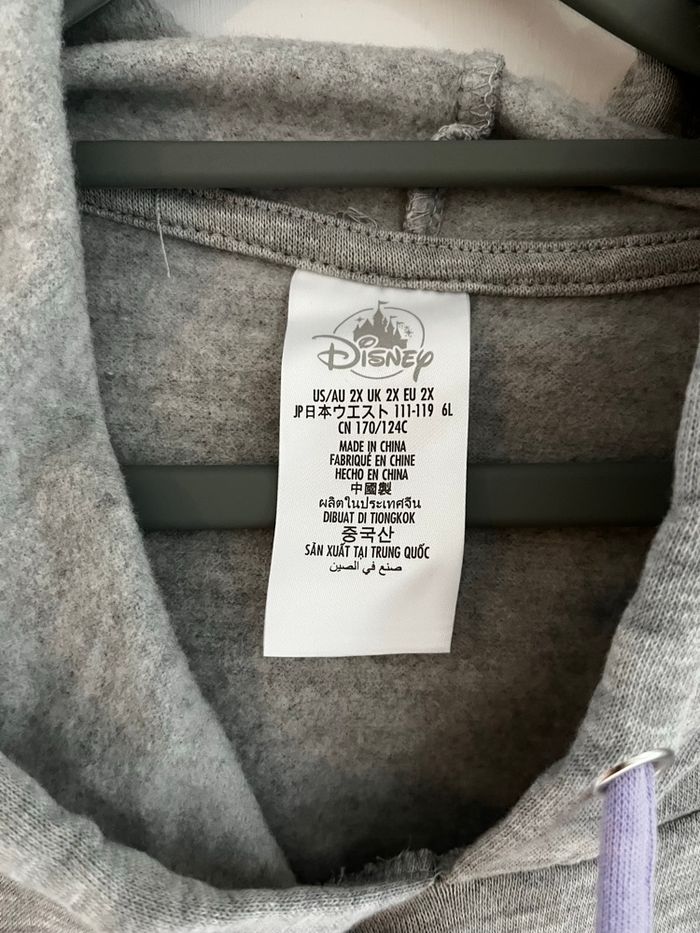 Disney
US/AU 2X UK 2X EU 2X
JP日本ウエスト 111-119 6L
CN 170/124C
MADE IN CHINA
FABRIQUÉ EN CHINE
HECHO EN CHINA
中國製
ผลิตในประเทศจีน
DIBUAT DI TIONGKOK
중국산
SẢN XUẤT TẠI TRUNG QUỐC
صنع في الصين